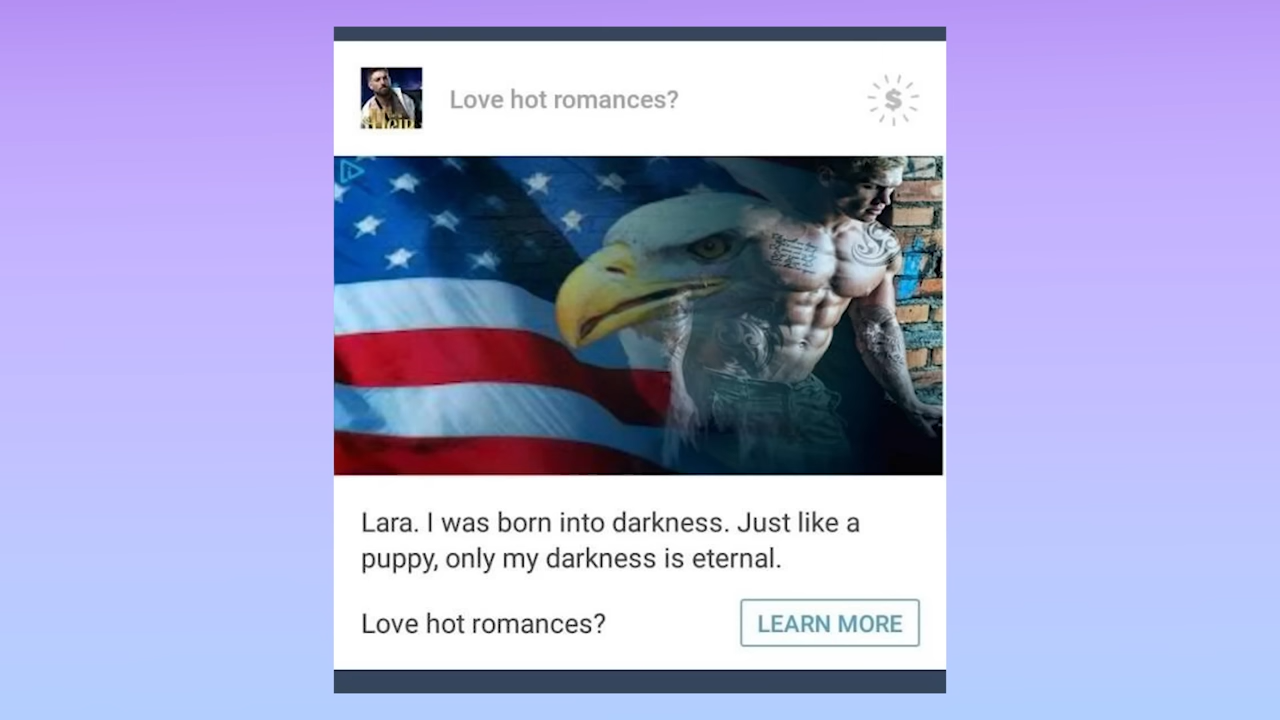 Love hot romances?
$
Lara. I was born into darkness. Just like a
puppy, only my darkness is eternal.
Love hot romances?
LEARN MORE